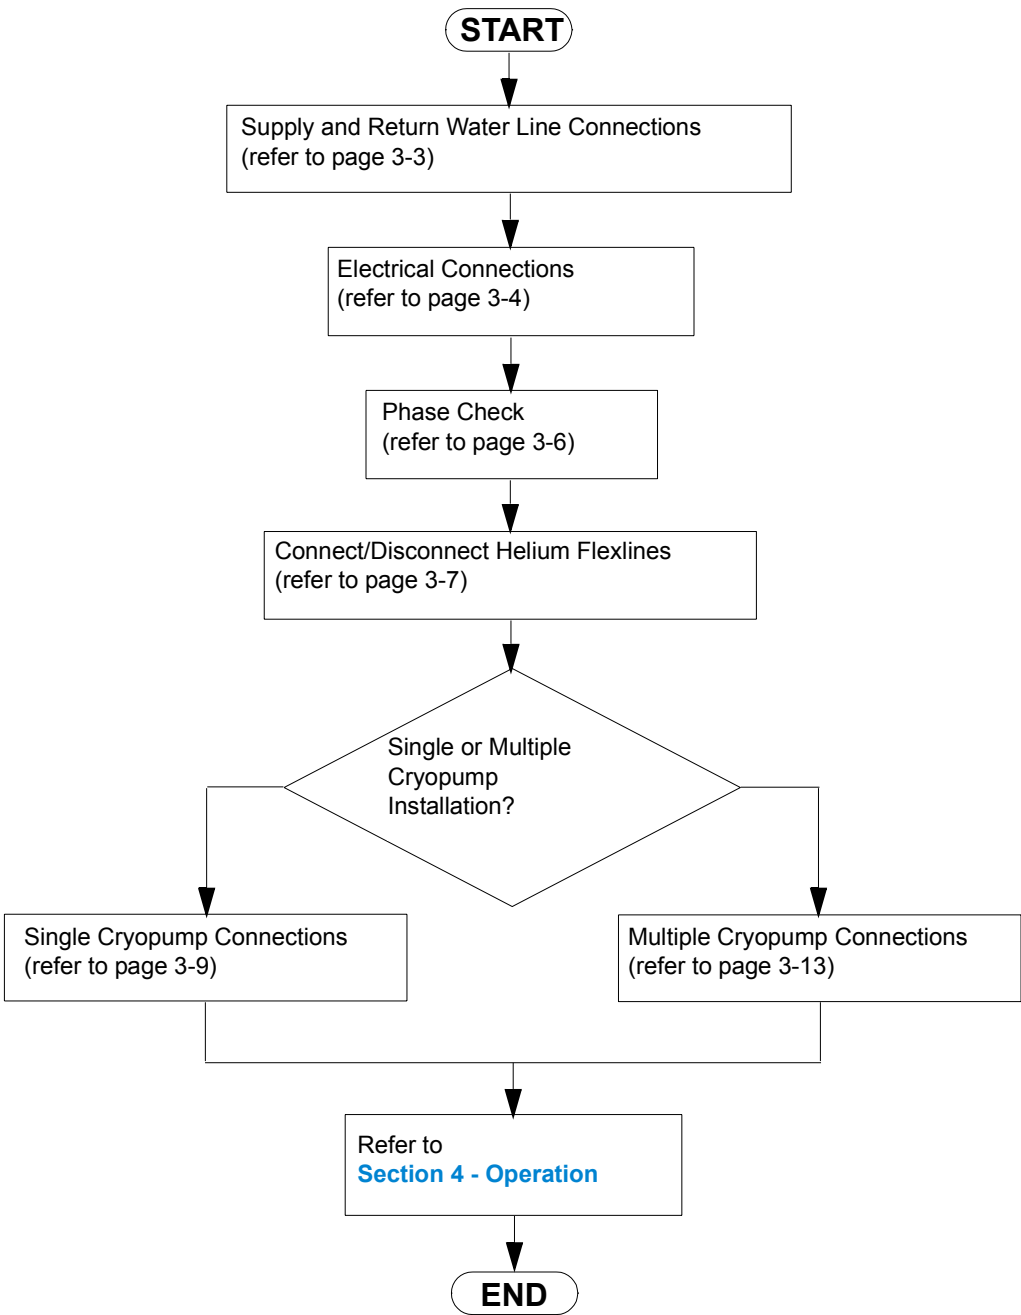 START
Supply and Return Water Line Connections
(refer to page 3-3)
Electrical Connections
(refer to page 3-4)
Phase Check
(refer to page 3-6)
Connect/Disconnect Helium Flexlines
(refer to page 3-7)
Single or Multiple
Cryopump
Installation?
Single Cryopump Connections
(refer to page 3-9)
Multiple Cryopump Connections
(refer to page 3-13)
Refer to
Section 4 - Operation
END